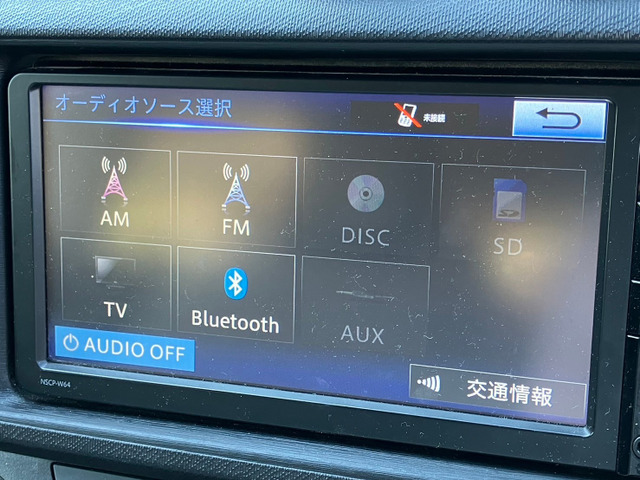 オーディオソース選択
未接続
AM
FM
DISC
SD
TV
Bluetooth
AUX
AUDIO OFF
交通情報
NSCP-W64